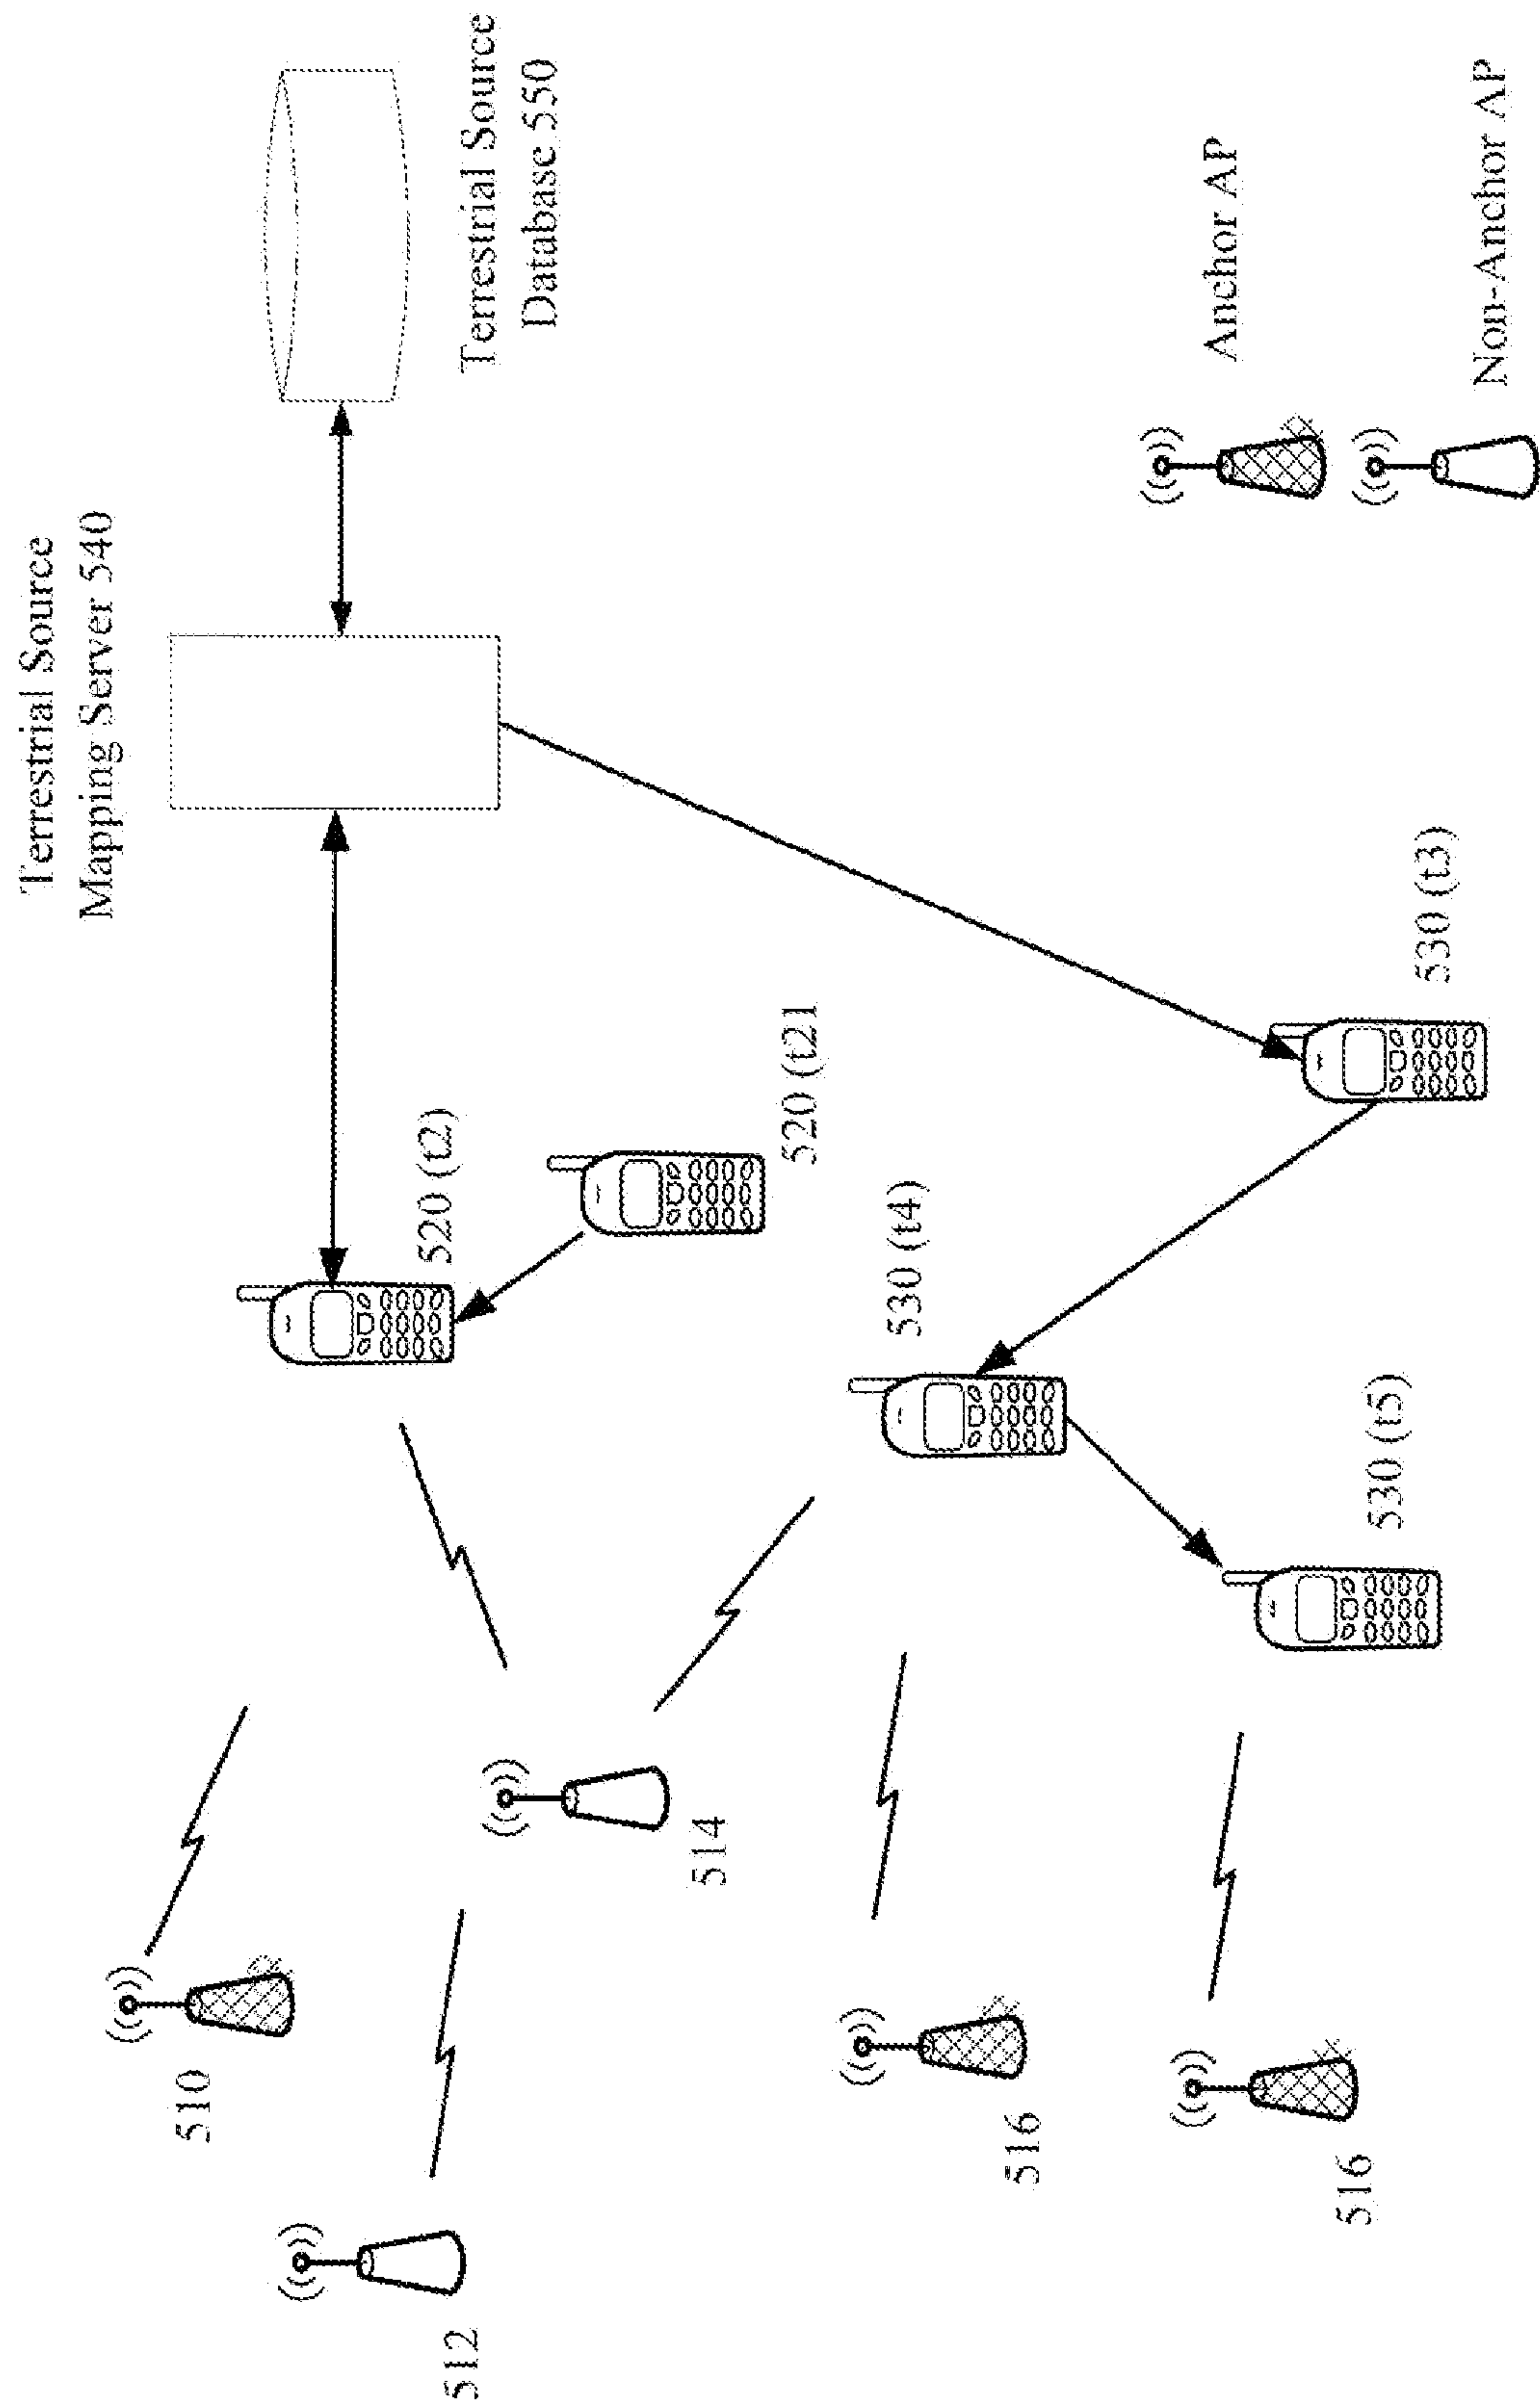 Terrestrial Source
Mapping Server 540
Terrestrial Source
Database 550
520 (t2)
520 (t21
530 (t4)
530 (t3)
530 (t5)
510
512
514
516
516
Anchor AP
Non-Anchor AP